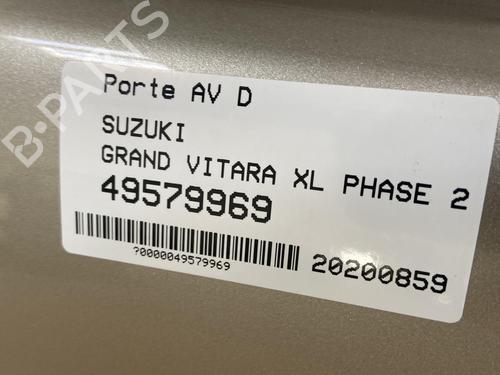 B-PARTS
Porte AV D
SUZUKI
GRAND VITARA XL PHASE 2
49579969
?0000049579969
20200859